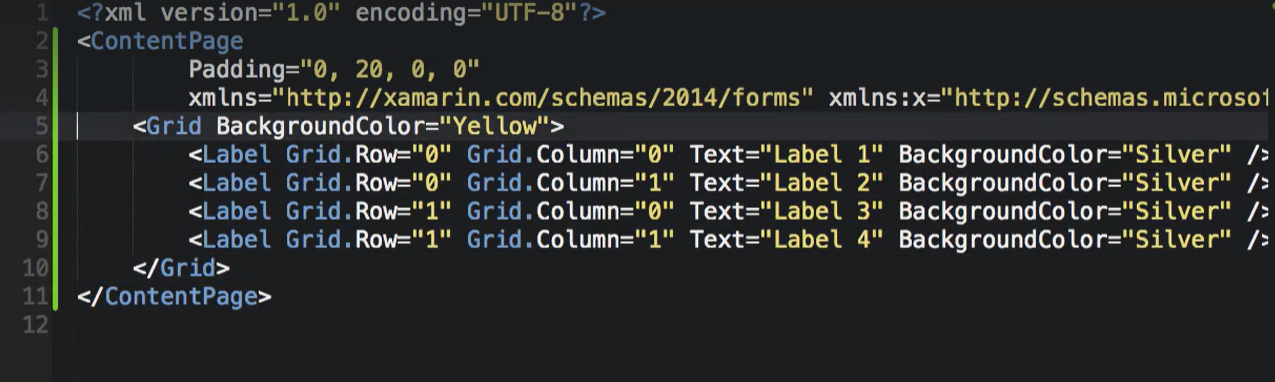 1 <?xml version="1.0" encoding="UTF-8"?>
2 <ContentPage
3 Padding="0, 20, 0, 0"
4 xmlns="http://xamarin.com/schemas/2014/forms" xmlns:x="http://schemas.microsof
5 <Grid BackgroundColor="Yellow">
6 <Label Grid.Row="0" Grid.Column="0" Text="Label 1" BackgroundColor="Silver" />
7 <Label Grid.Row="0" Grid.Column="1" Text="Label 2" BackgroundColor="Silver" />
8 <Label Grid.Row="1" Grid.Column="0" Text="Label 3" BackgroundColor="Silver" />
9 <Label Grid.Row="1" Grid.Column="1" Text="Label 4" BackgroundColor="Silver" />
10 </Grid>
11 </ContentPage>
12